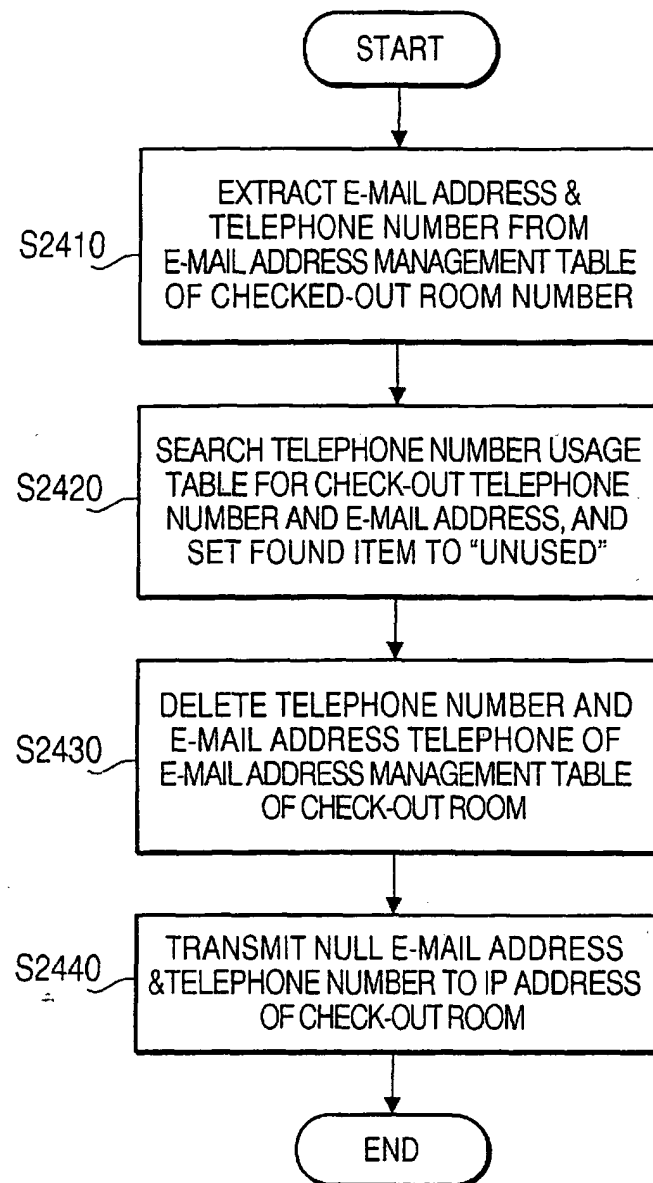 START
S2410
EXTRACT E-MAIL ADDRESS &
TELEPHONE NUMBER FROM
E-MAIL ADDRESS MANAGEMENT TABLE
OF CHECKED-OUT ROOM NUMBER
S2420
SEARCH TELEPHONE NUMBER USAGE
TABLE FOR CHECK-OUT TELEPHONE
NUMBER AND E-MAIL ADDRESS, AND
SET FOUND ITEM TO “UNUSED”
S2430
DELETE TELEPHONE NUMBER AND
E-MAIL ADDRESS TELEPHONE OF
E-MAIL ADDRESS MANAGEMENT TABLE
OF CHECK-OUT ROOM
S2440
TRANSMIT NULL E-MAIL ADDRESS
&TELEPHONE NUMBER TO IP ADDRESS
OF CHECK-OUT ROOM
END